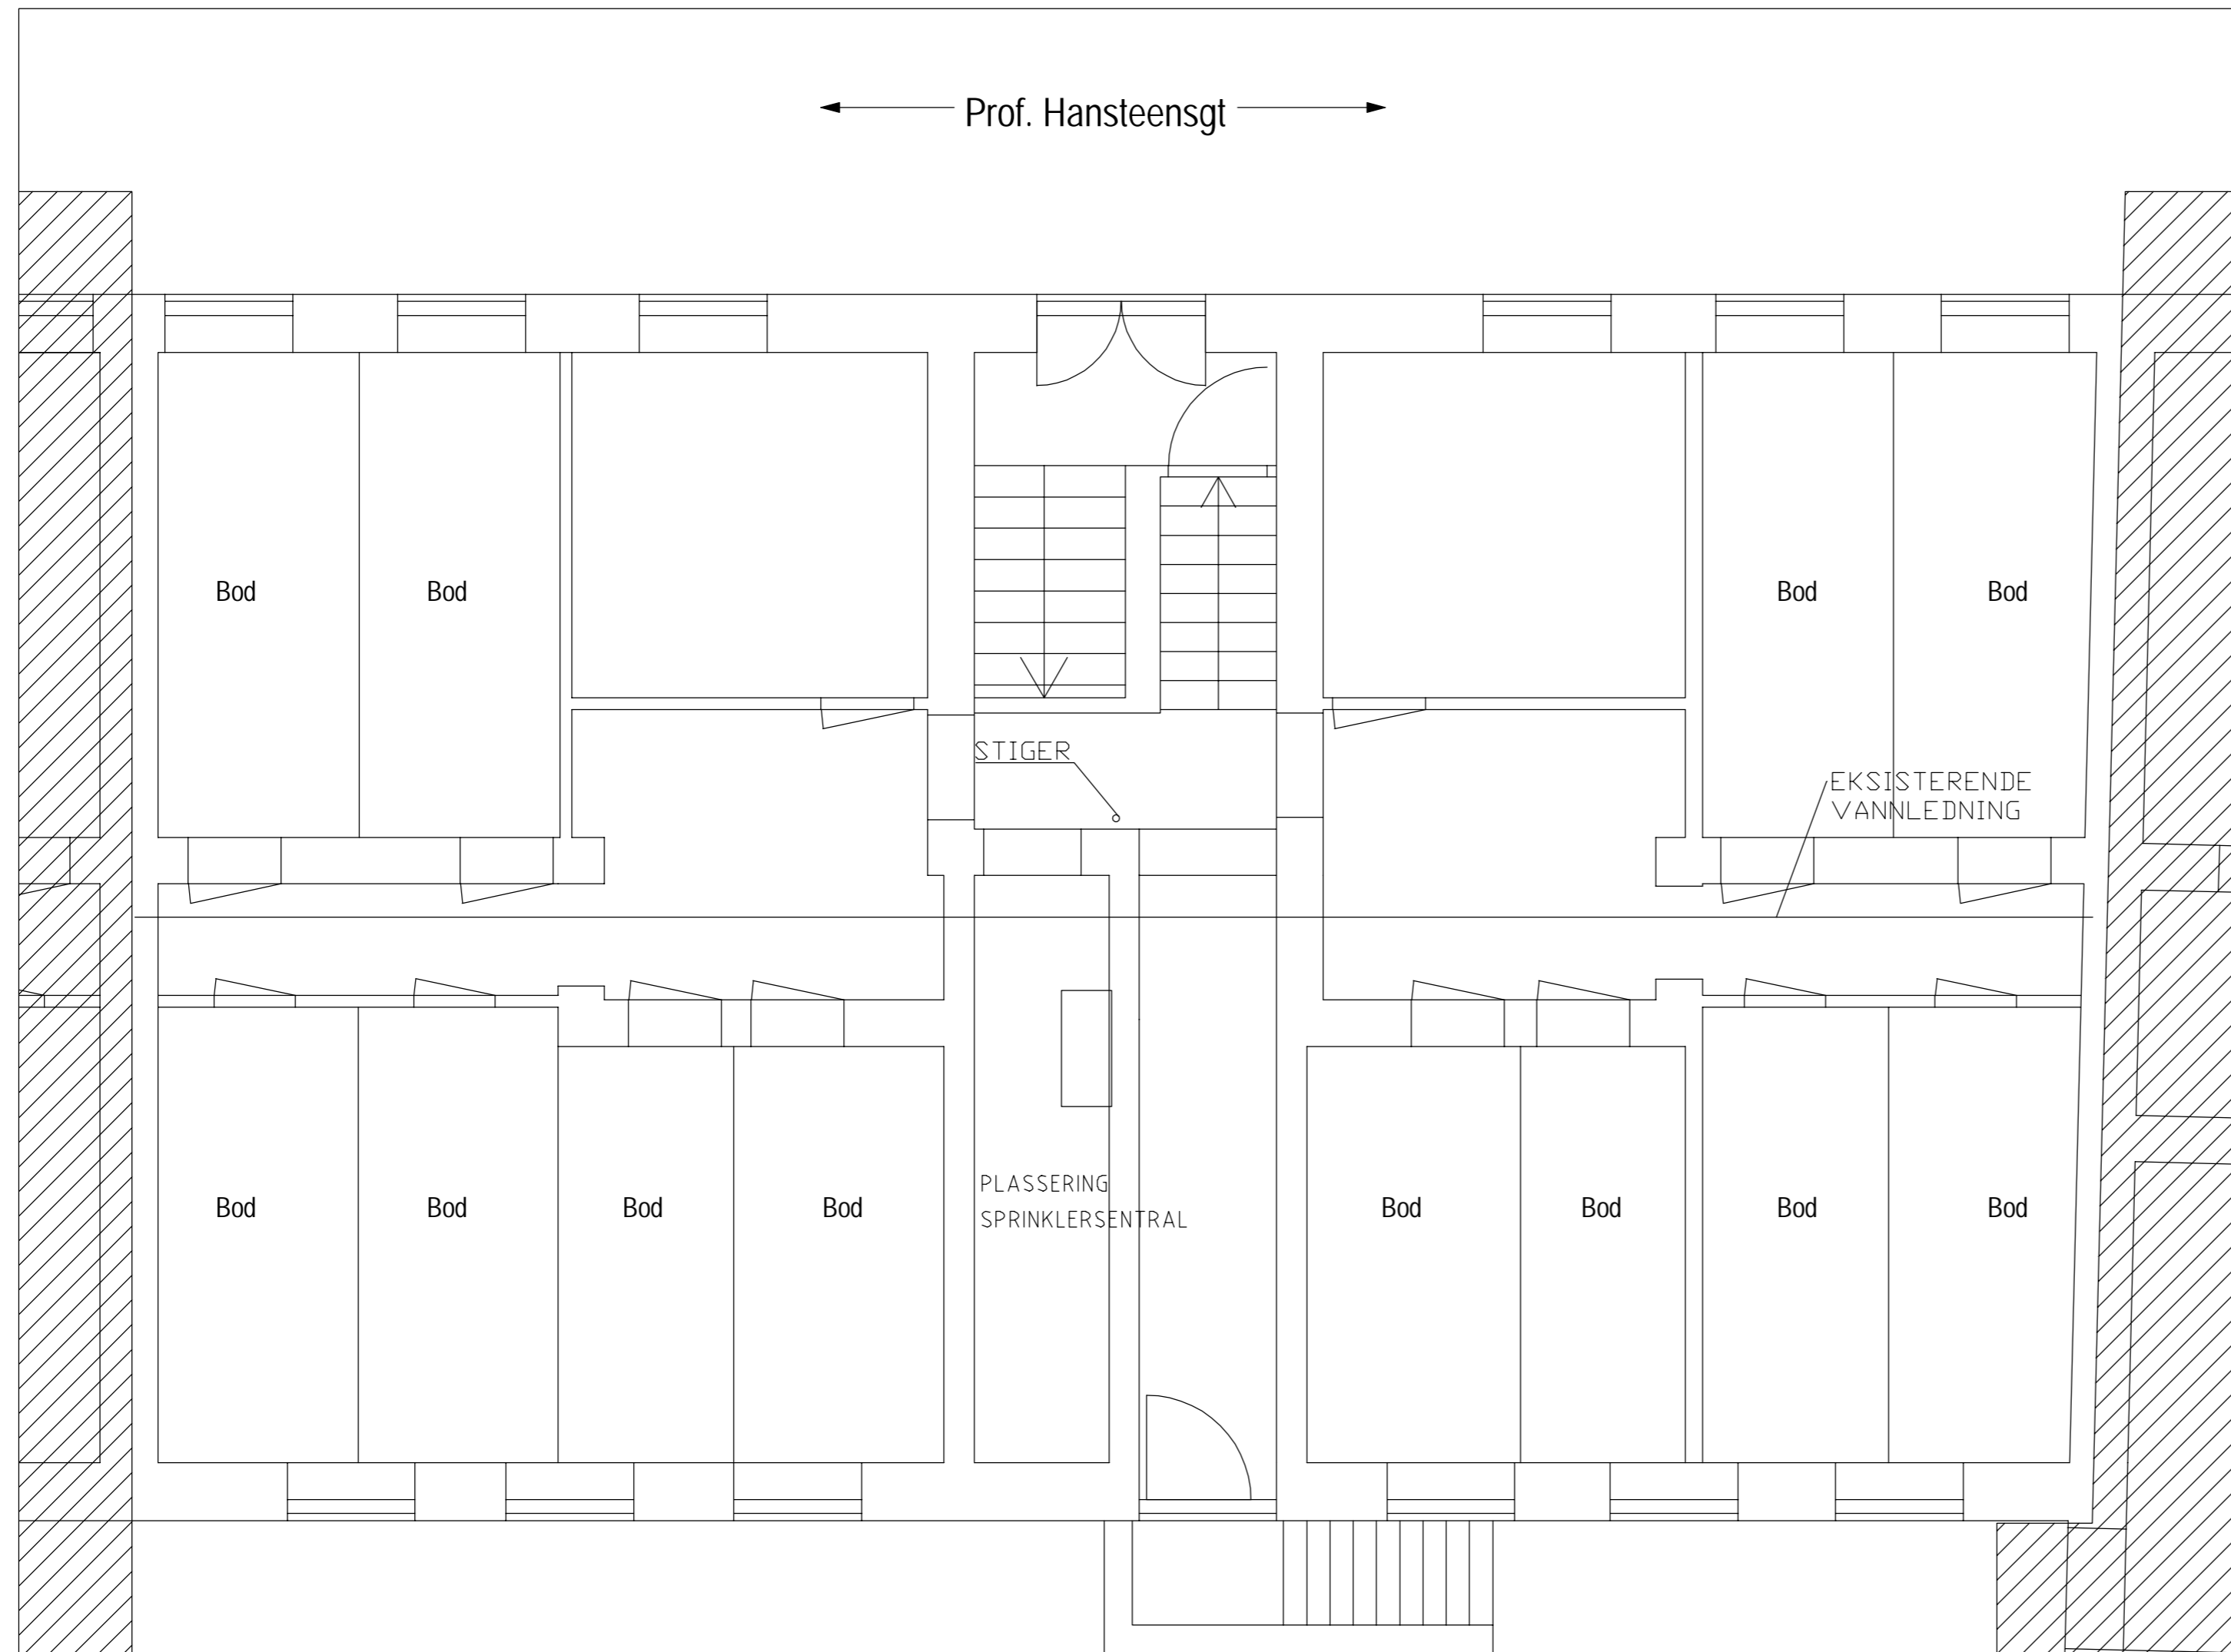 Prof. Hansteensgt
Bod
Bod
Bod
Bod
STIGER
EKSISTERENDE
VANNLEDNING
PLASSERING
SPRINKLERSENTRAL
Bod
Bod
Bod
Bod
Bod
Bod
Bod
Bod